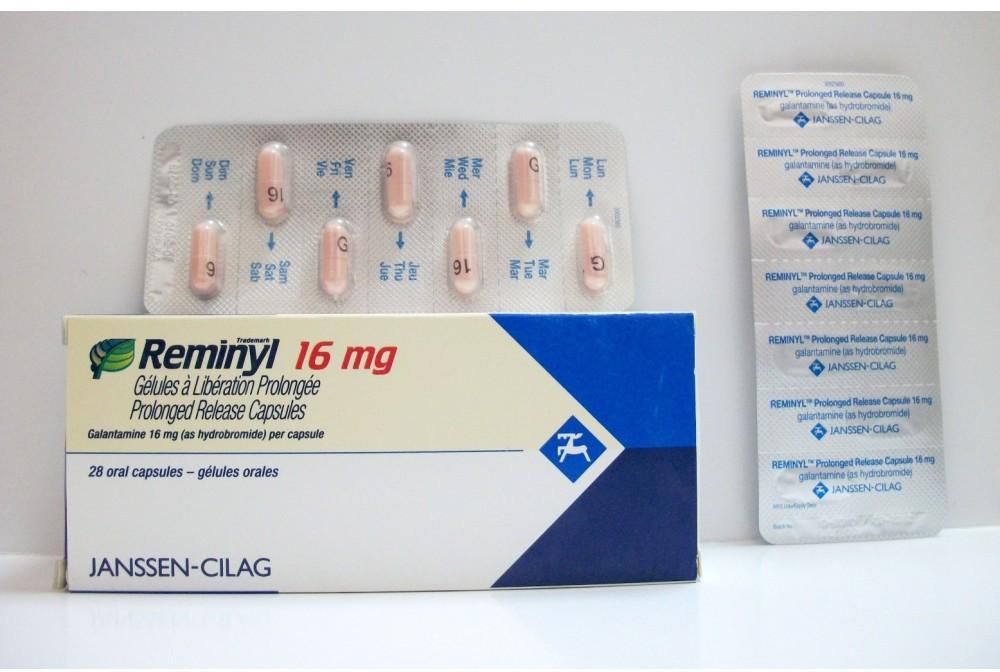 Dim
Sun
Dom
16
Sam
Sat
Sab
Ven
Fri
Vie
G
Jeu
Thu
Jue
Mer
Wed
Mie
16
G
Mar
Tue
Mar
Lun
Mon
Lun
G
Trademark
Reminyl 16 mg
Gélules à Libération Prolongée
Prolonged Release Capsules
Galantamine 16 mg (as hydrobromide) per capsule
28 oral capsules – gélules orales
JANSSEN-CILAG
REMINYL™ Prolonged Release Capsule 16 mg
galantamine (as hydrobromide)
JANSSEN-CILAG
REMINYL™ Prolonged Release Capsule 16 mg
galantamine (as hydrobromide)
JANSSEN-CILAG
REMINYL™ Prolonged Release Capsule 16 mg
galantamine (as hydrobromide)
JANSSEN-CILAG
REMINYL™ Prolonged Release Capsule 16 mg
galantamine (as hydrobromide)
JANSSEN-CILAG
REMINYL™ Prolonged Release Capsule 16 mg
galantamine (as hydrobromide)
JANSSEN-CILAG
REMINYL™ Prolonged Release Capsule 16 mg
galantamine (as hydrobromide)
JANSSEN-CILAG
REMINYL™ Prolonged Release Capsule 16 mg
galantamine (as hydrobromide)
JANSSEN-CILAG